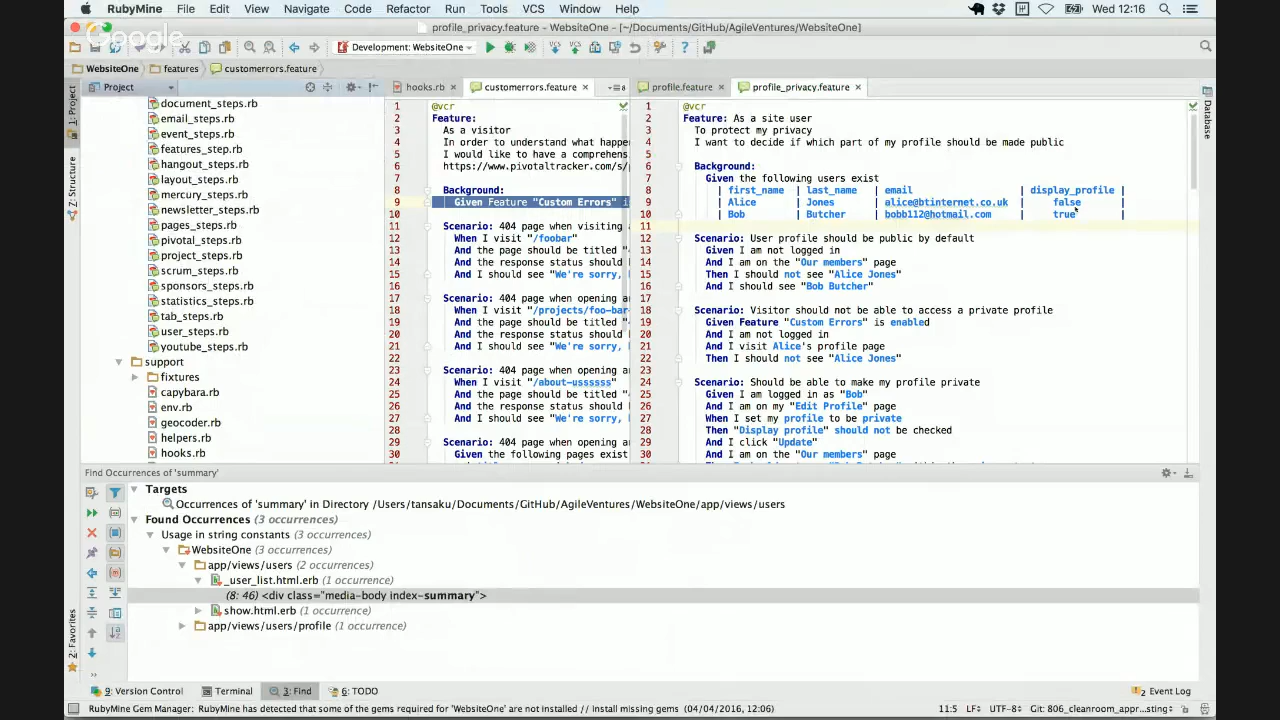 RubyMine File Edit View Navigate Code Refactor Run Tools VCS Window Help Wed 12:16
Google
profile_privacy.feature - WebsiteOne - [~/Documents/GitHub/AgileVentures/WebsiteOne]
Development: WebsiteOne
WebsiteOne features customerrors.feature
Project
hooks.rb customerrors.feature profile.feature profile_privacy.feature
1: Project
Z: Structure
2: Favorites
Database
document_steps.rb
email_steps.rb
event_steps.rb
features_step.rb
hangout_steps.rb
layout_steps.rb
mercury_steps.rb
newsletter_steps.rb
pages_steps.rb
pivotal_steps.rb
project_steps.rb
scrum_steps.rb
sponsors_steps.rb
statistics_steps.rb
tab_steps.rb
user_steps.rb
youtube_steps.rb
support
fixtures
capybara.rb
env.rb
geocoder.rb
helpers.rb
hooks.rb
1 @vcr
2 Feature:
3 As a visitor
4 In order to understand what happe
5 I would like to have a comprehens
6 https://www.pivotaltracker.com/s/
7
8 Background:
9 Given Feature "Custom Errors" i
10
11 Scenario: 404 page when visiting
12 When I visit "/foobar"
13 And the page should be titled "
14 And the response status should
15 And I should see "We're sorry,
16
17 Scenario: 404 page when opening a
18 When I visit "/projects/foo-bar
19 And the page should be titled "
20 And the response status should
21 And I should see "We're sorry,
22
23 Scenario: 404 page when opening a
24 When I visit "/about-ussssss"
25 And the page should be titled "
26 And the response status should
27 And I should see "We're sorry,
28
29 Scenario: 404 page when opening a
30 Given the following pages exist
1 @vcr
2 Feature: As a site user
3 To protect my privacy
4 I want to decide if which part of my profile should be made public
5
6 Background:
7 Given the following users exist
8 | first_name | last_name | email | display_profile |
9 | Alice | Jones | alice@btinternet.co.uk | false |
10 | Bob | Butcher | bobb112@hotmail.com | true |
11
12 Scenario: User profile should be public by default
13 Given I am not logged in
14 And I am on the "Our members" page
15 Then I should not see "Alice Jones"
16 And I should see "Bob Butcher"
17
18 Scenario: Visitor should not be able to access a private profile
19 Given Feature "Custom Errors" is enabled
20 And I am not logged in
21 And I visit Alice's profile page
22 Then I should not see "Alice Jones"
23
24 Scenario: Should be able to make my profile private
25 Given I am logged in as "Bob"
26 And I am on my "Edit Profile" page
27 When I set my profile to be private
28 Then "Display profile" should not be checked
29 And I click "Update"
30 And I am on the "Our members" page
Find Occurrences of 'summary'
Targets
Occurrences of 'summary' in Directory /Users/tansaku/Documents/GitHub/AgileVentures/WebsiteOne/app/views/users
Found Occurrences (3 occurrences)
Usage in string constants (3 occurrences)
WebsiteOne (3 occurrences)
app/views/users (2 occurrences)
_user_list.html.erb (1 occurrence)
(8: 46) <div class="media-body index-summary">
show.html.erb (1 occurrence)
app/views/users/profile (1 occurrence)
9: Version Control Terminal 3: Find 6: TODO 2 Event Log
RubyMine Gem Manager: RubyMine has detected that some of the gems required for 'WebsiteOne' are not installed // Install missing gems (04/04/2016, 12:06) 11:5 LF UTF-8 Git: 806_cleanroom_appr...sting